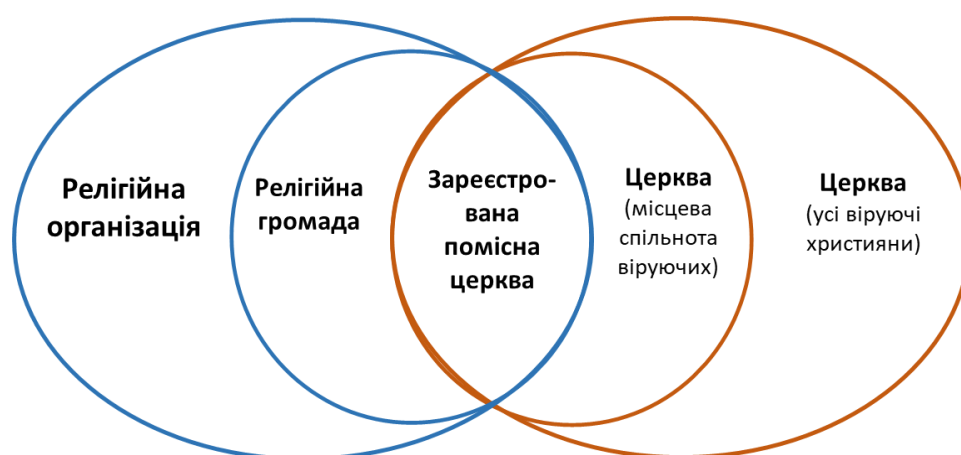 Релігійна
організація
Релігійна
громада
Зареєстро-
вана
помісна
церква
Церква
(місцева
спільнота
віруючих)
Церква
(усі віруючі
християни)